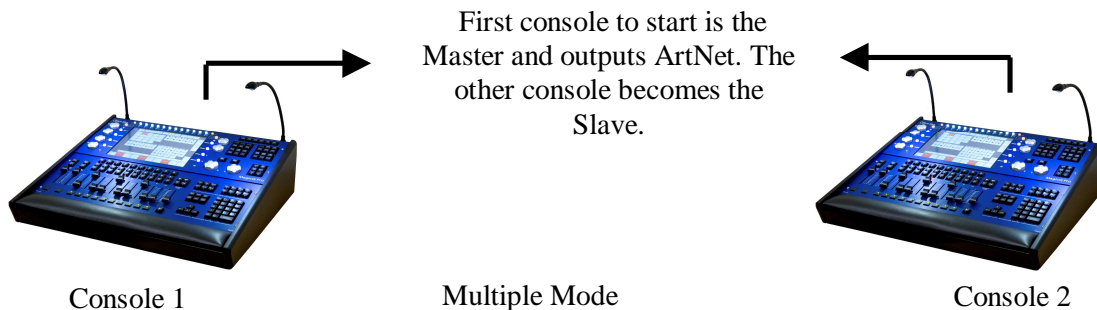 First console to start is the
Master and outputs ArtNet. The
other console becomes the
Slave.
Console 1
Multiple Mode
Console 2